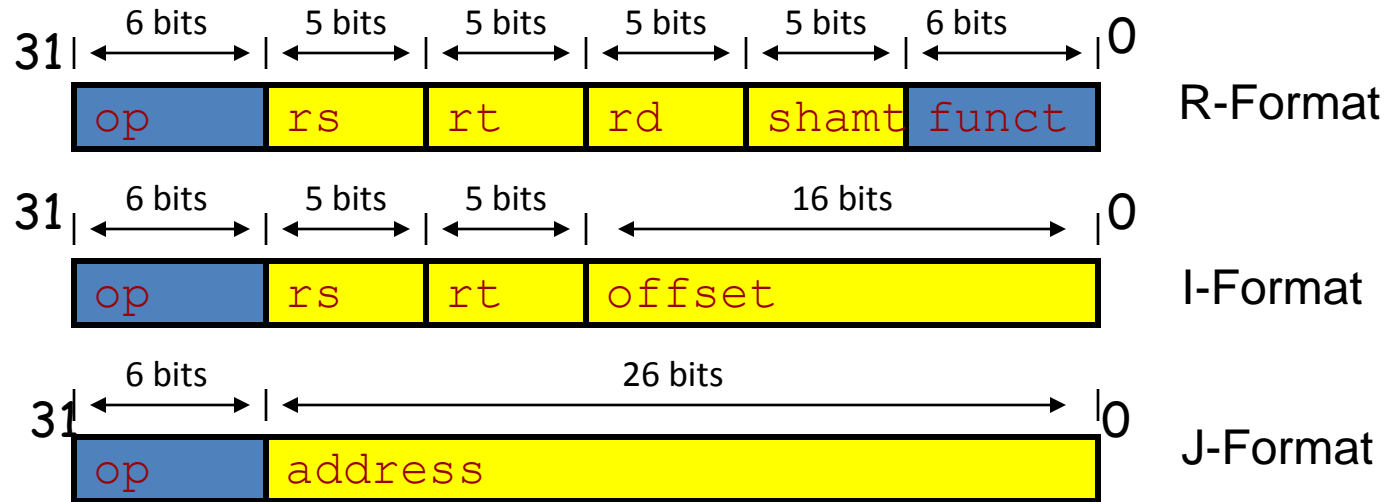 6 bits 5 bits 5 bits 5 bits 5 bits 6 bits
31 0
op rs rt rd shamt funct R-Format
6 bits 5 bits 5 bits 16 bits
31 0
op rs rt offset I-Format
6 bits 26 bits
31 0
op address J-Format